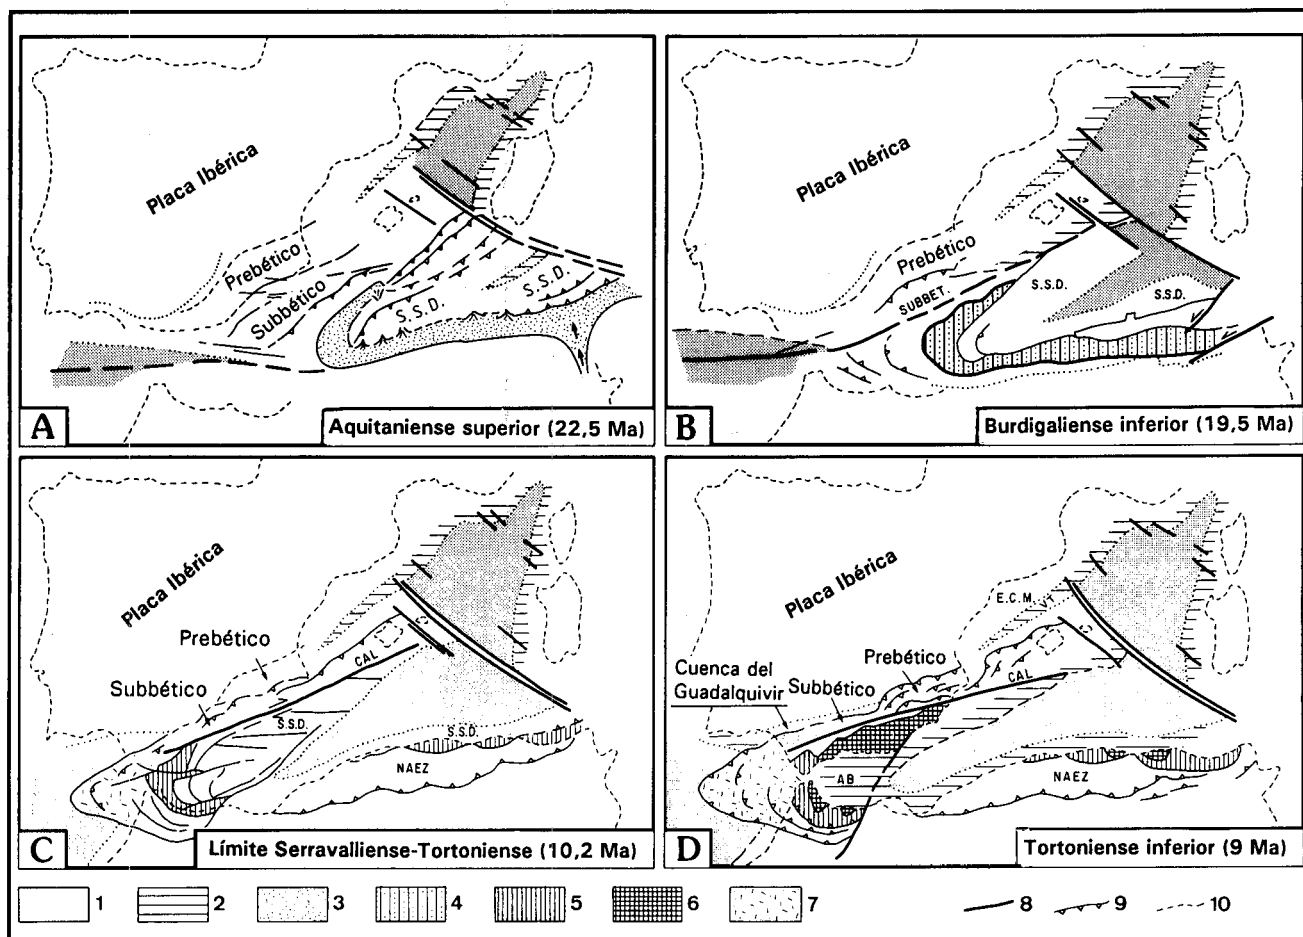 Placa Ibérica
Prebético
Subbético
S.S.D.
S.S.D.
A
Aquitaniense superior (22,5 Ma)
Placa Ibérica
Prebético
SUBBET.
S.S.D.
S.S.D.
B
Burdigaliense inferior (19,5 Ma)
Placa Ibérica
Prebético
Subbético
CAL
S.S.D.
S.S.D.
NAEZ
C
Límite Serravalliense-Tortoniense (10,2 Ma)
Placa Ibérica
E.C.M.
VT
Prebético
Cuenca del
Guadalquivir
Subbético
CAL
AB
NAEZ
D
Tortoniense inferior (9 Ma)
1 2 3 4 5 6 7 8 9 10